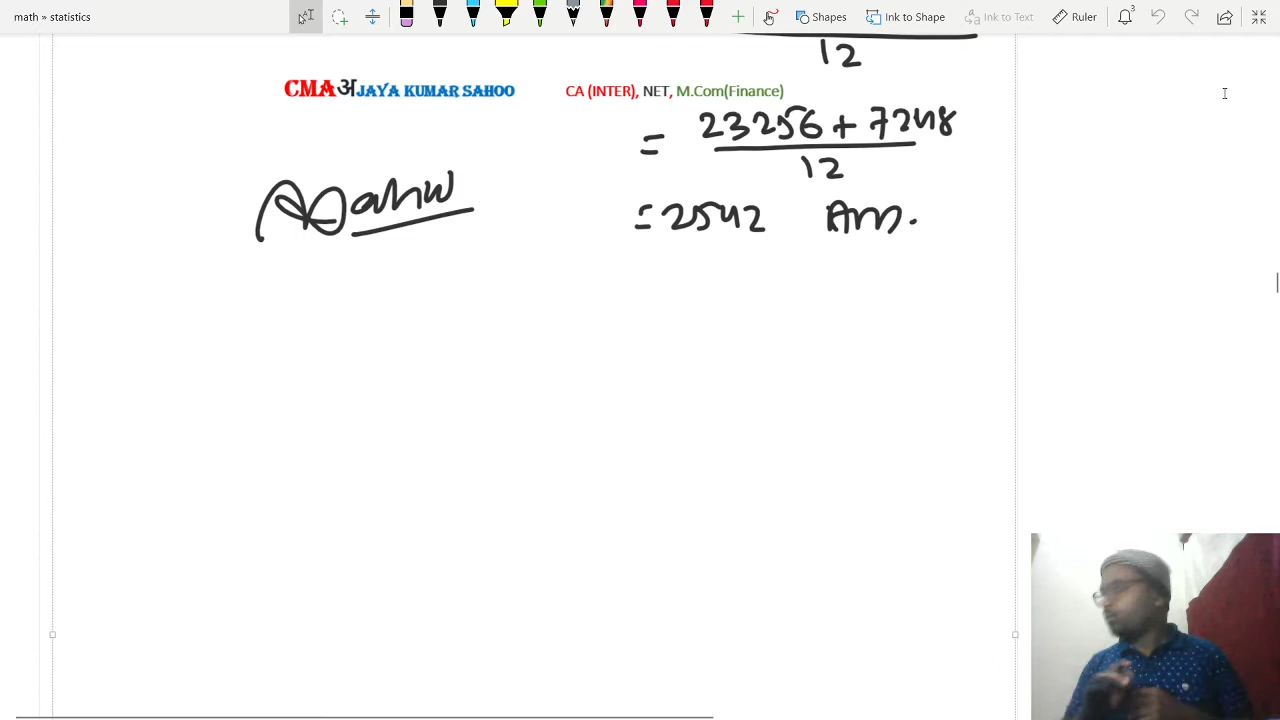 math » statistics
Shapes Ink to Shape Ink to Text Ruler
12
CMA अJAYA KUMAR SAHOO CA (INTER), NET, M.Com(Finance)
= 23256 + 7248
12
= 2542 Ans.